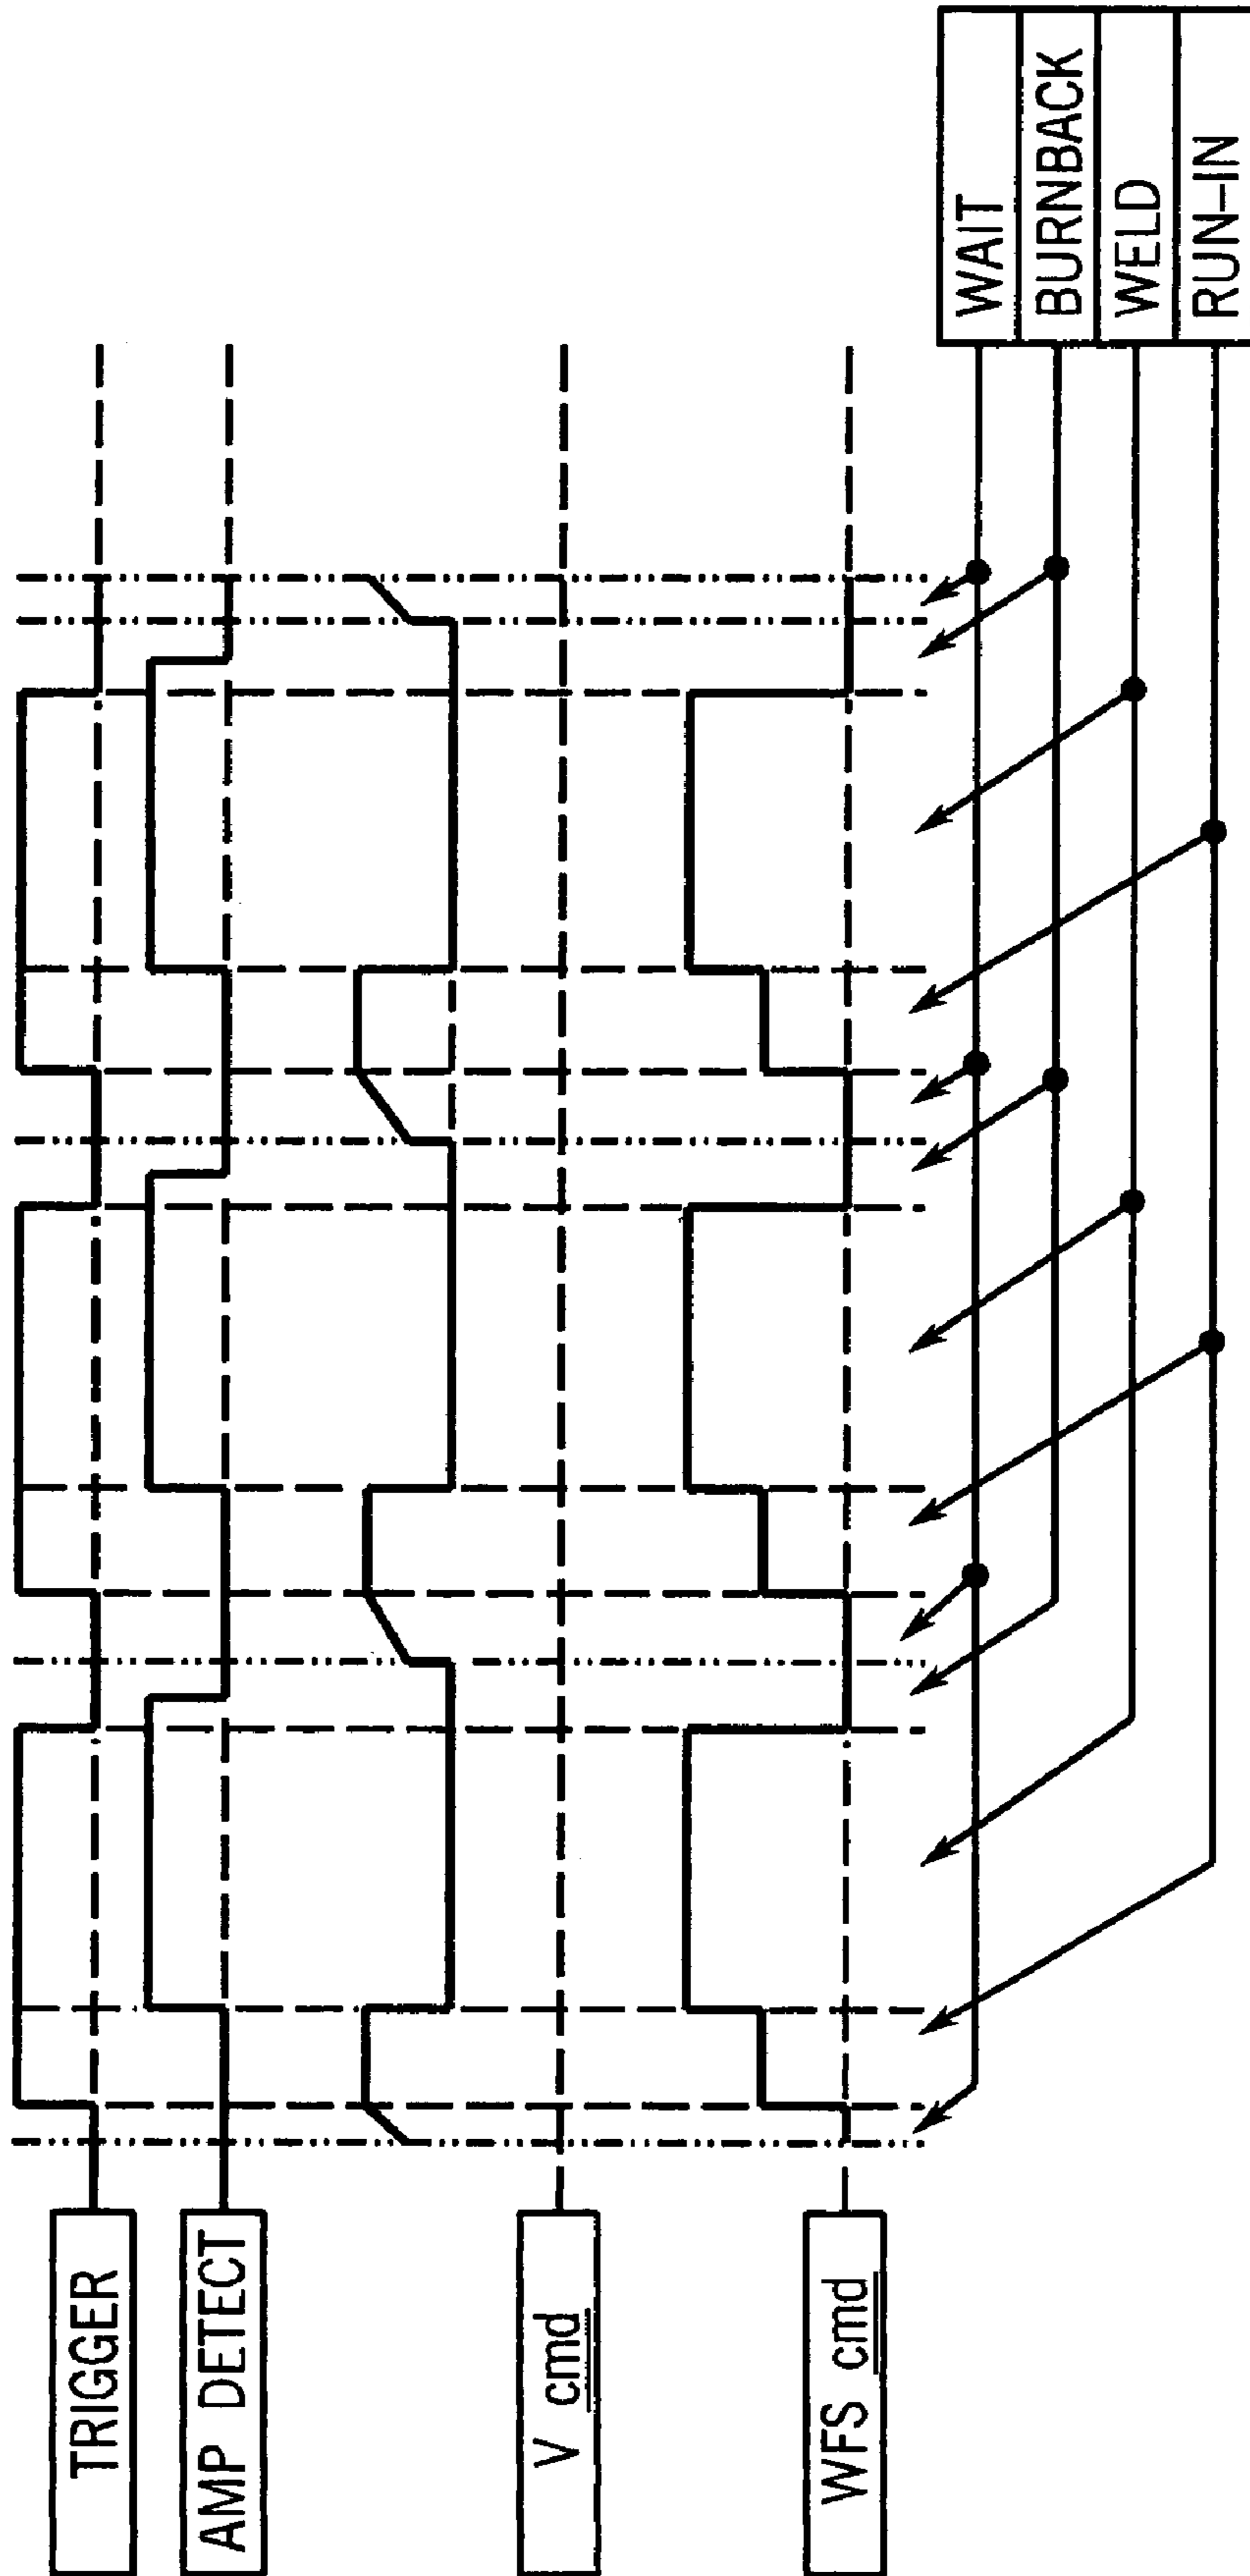 TRIGGER
AMP DETECT
V cmd
WFS cmd
WAIT
BURNBACK
WELD
RUN-IN